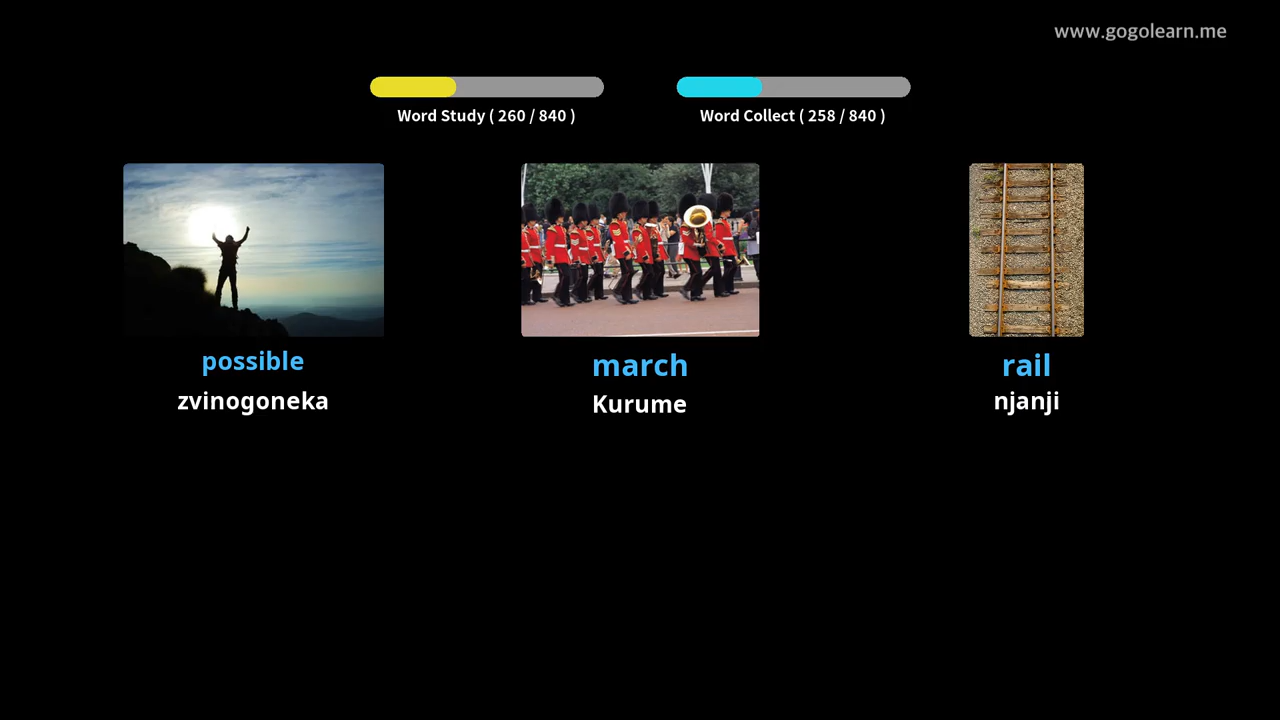 www.gogolearn.me
Word Study ( 260 / 840 )
Word Collect ( 258 / 840 )
possible
zvinogoneka
march
Kurume
rail
njanji